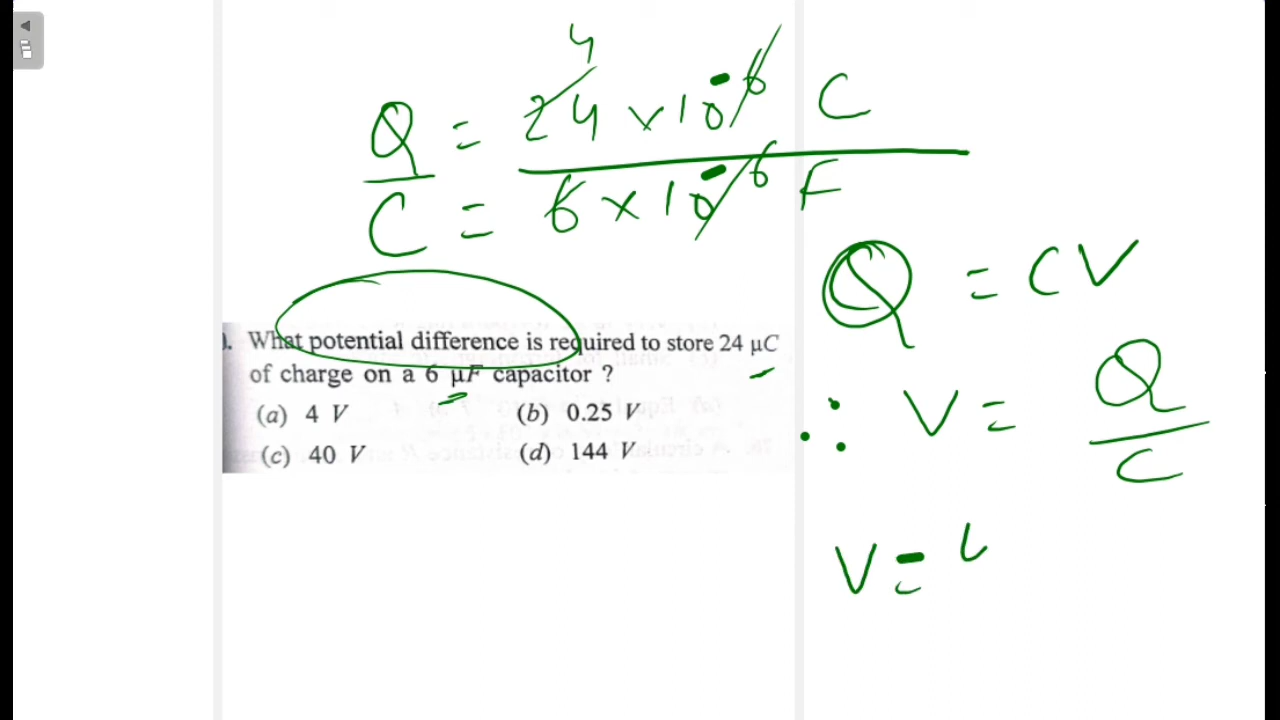 4
Q = 24 x 10-6 C
C = 6 x 10-6 F
Q = CV
). What potential difference is required to store 24 μC
of charge on a 6 μF capacitor ?
(a) 4 V (b) 0.25 V
(c) 40 V (d) 144 V
∴ V = Q
C
V =